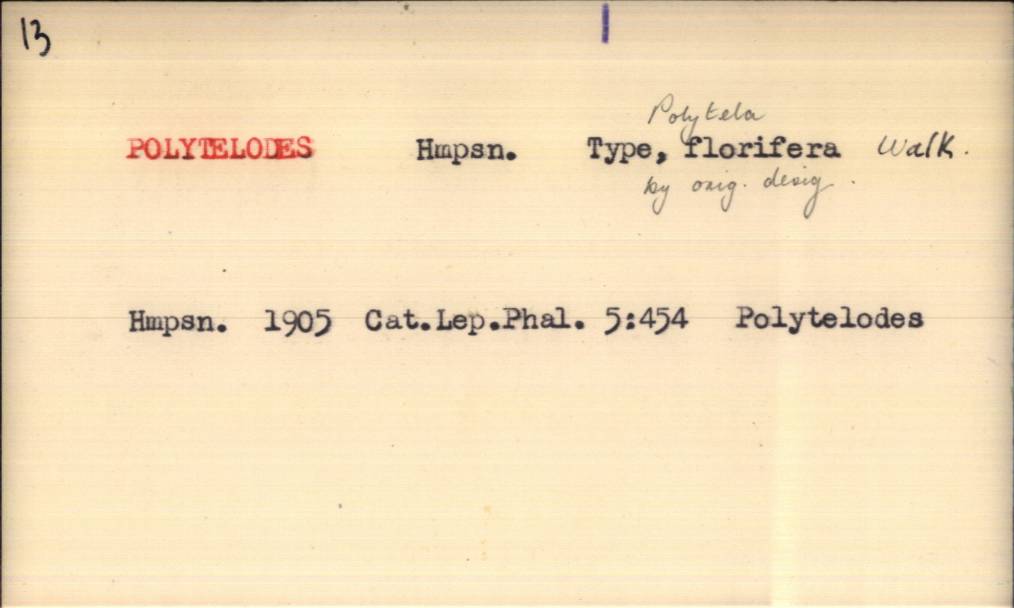 13
Polytela
POLYTELODES Hmpsn. Type, florifera Walk.
by orig. desig.
Hmpsn. 1905 Cat.Lep.Phal. 5:454 Polytelodes